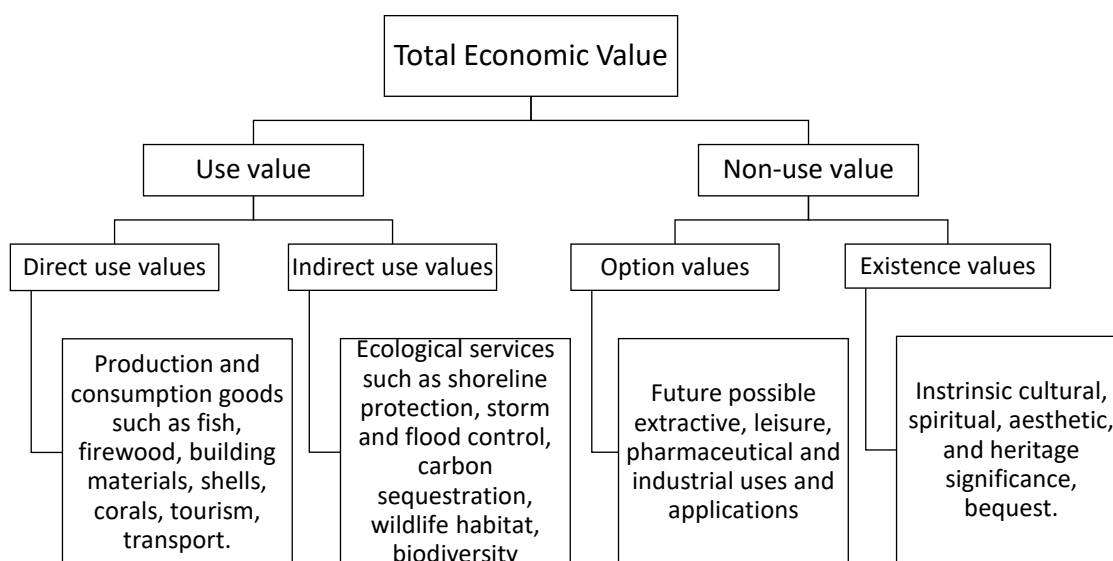 Total Economic Value
Use value
Non-use value
Direct use values
Indirect use values
Option values
Existence values
Production and
consumption goods
such as fish,
firewood, building
materials, shells,
corals, tourism,
transport.
Ecological services
such as shoreline
protection, storm
and flood control,
carbon
sequestration,
wildlife habitat,
biodiversity
Future possible
extractive, leisure,
pharmaceutical and
industrial uses and
applications
Instrinsic cultural,
spiritual, aesthetic,
and heritage
significance,
bequest.